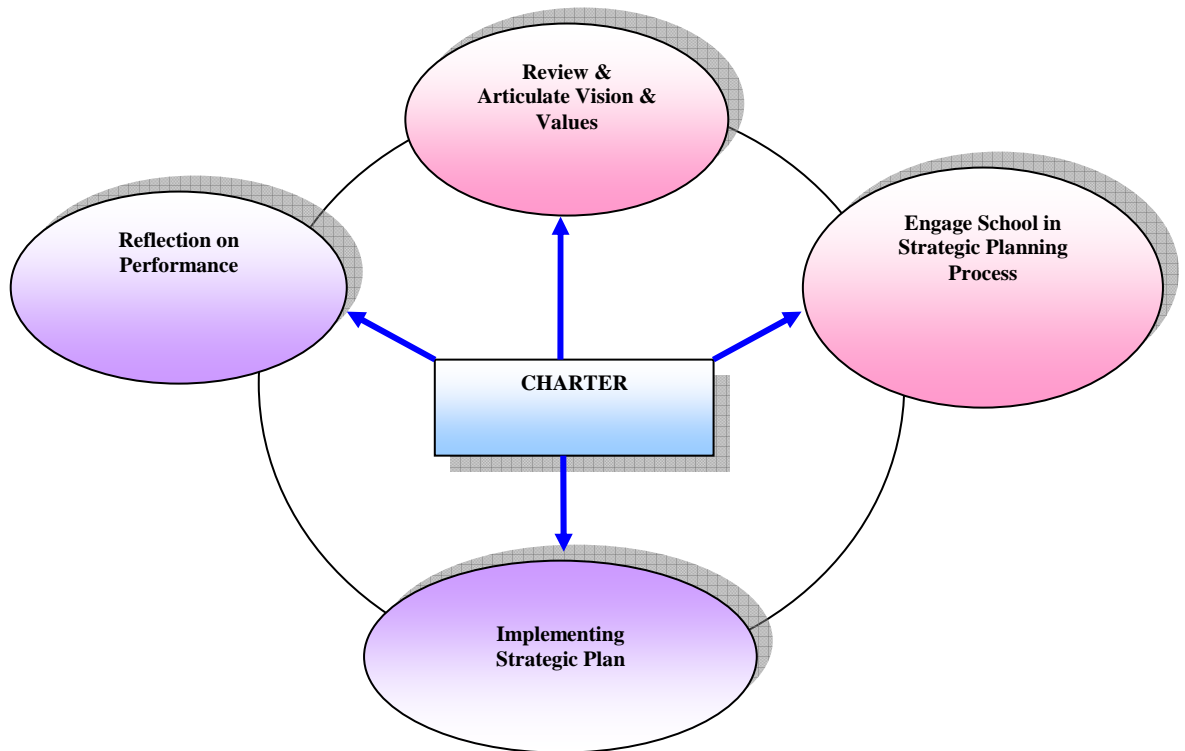 Review &
Articulate Vision &
Values
Engage School in
Strategic Planning
Process
Reflection on
Performance
CHARTER
Implementing
Strategic Plan